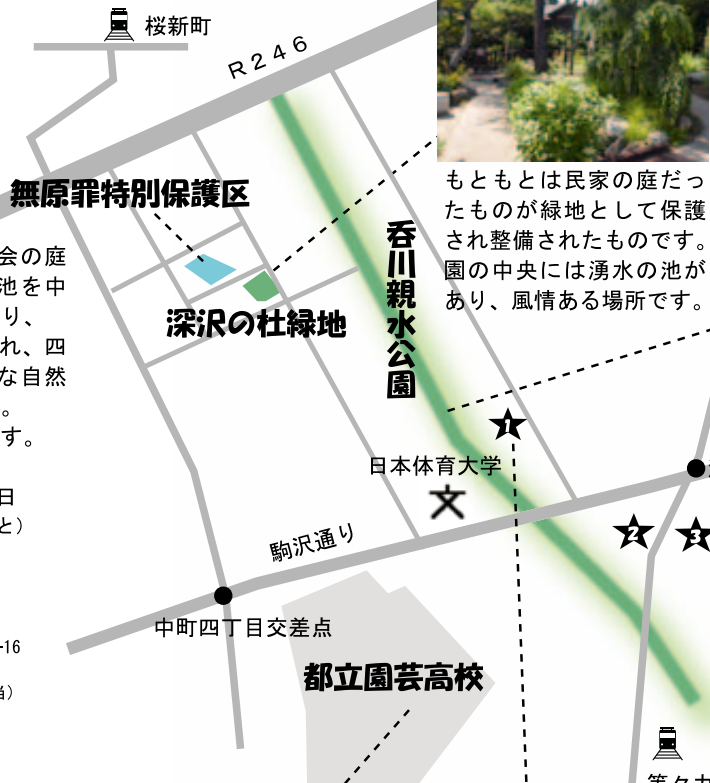 桜新町
R246
無原罪特別保護区
もともとは民家の庭だっ
たものが緑地として保護
され整備されたものです。
園の中央には湧水の池が
あり、風情ある場所です。
会の庭
池を中
り、
れ、四
な自然
。
す。
深沢の杜緑地
呑川親水公園
1
日本体育大学
文
日
と）
駒沢通り
2
3
中町四丁目交差点
-16
都立園芸高校